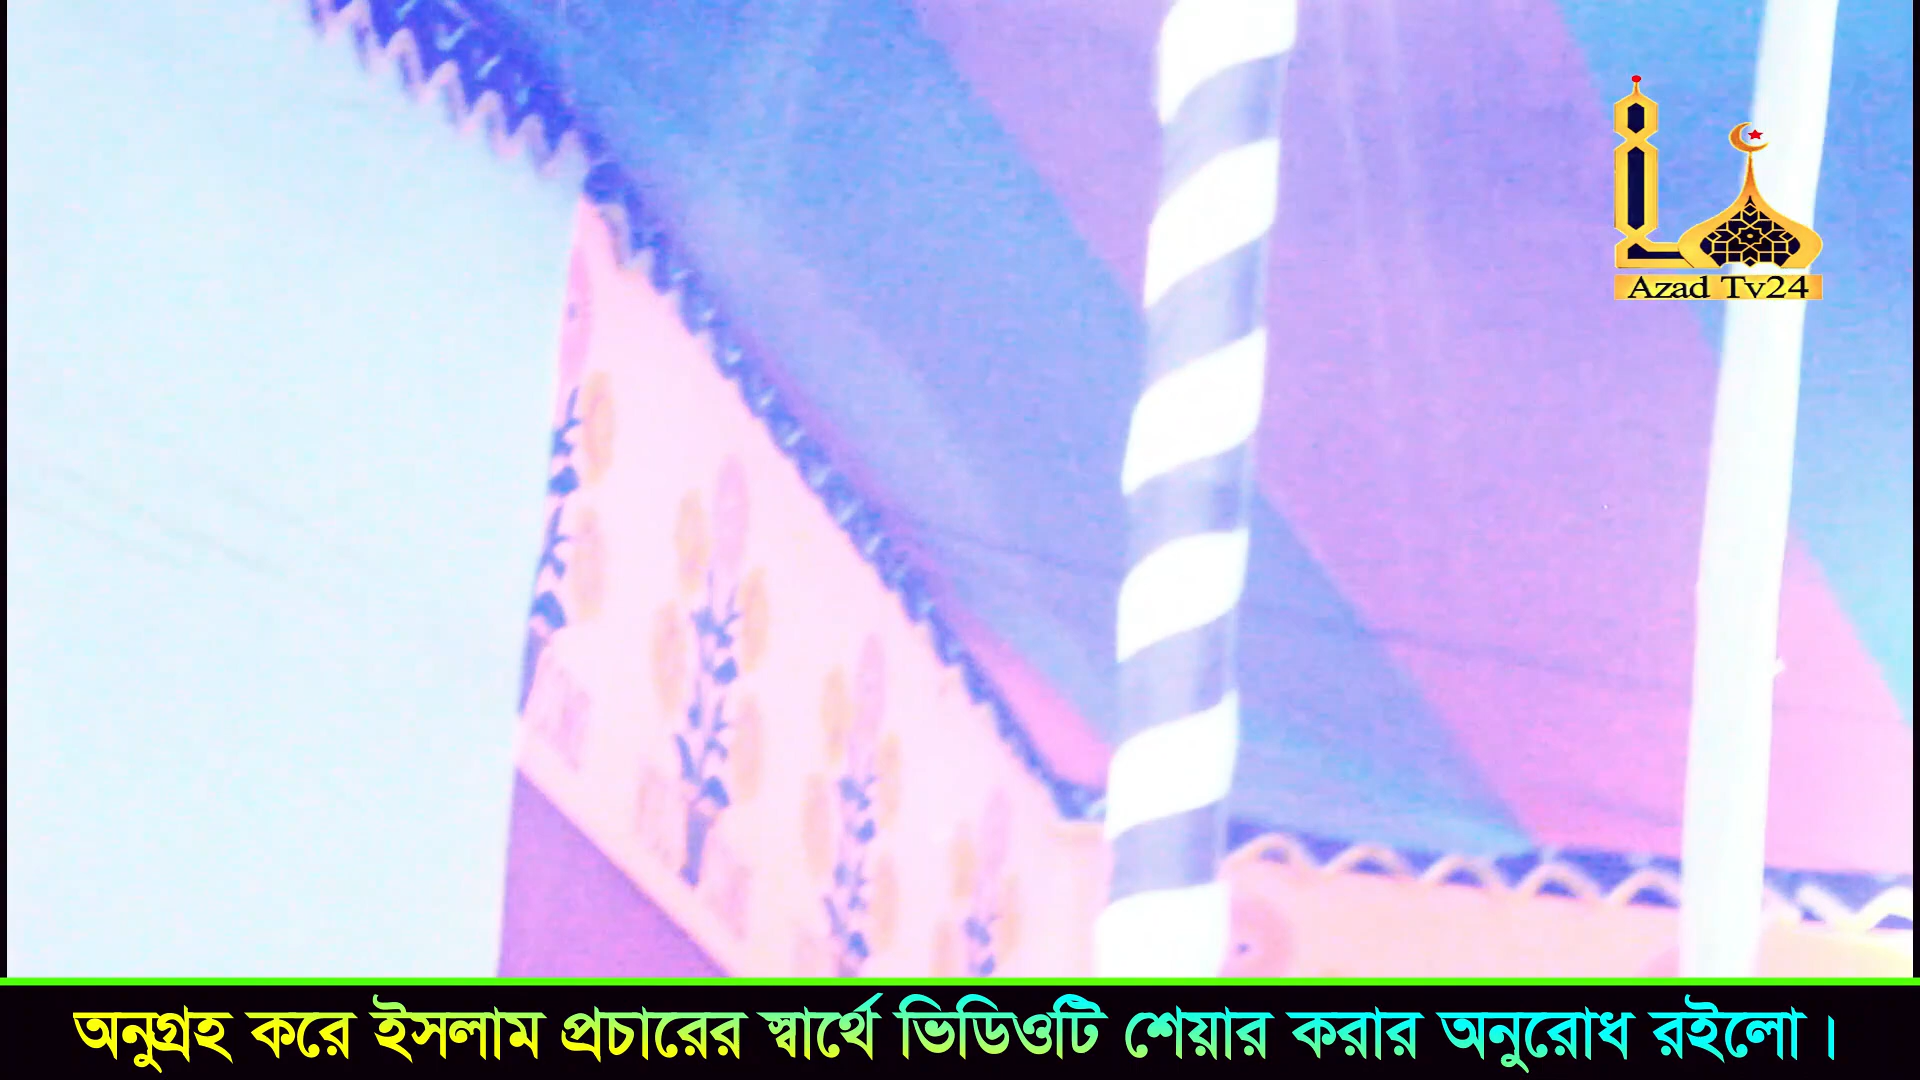 Azad Tv24
অনুগ্রহ করে ইসলাম প্রচারের স্বার্থে ভিডিওটি শেয়ার করার অনুরোধ রইলো।